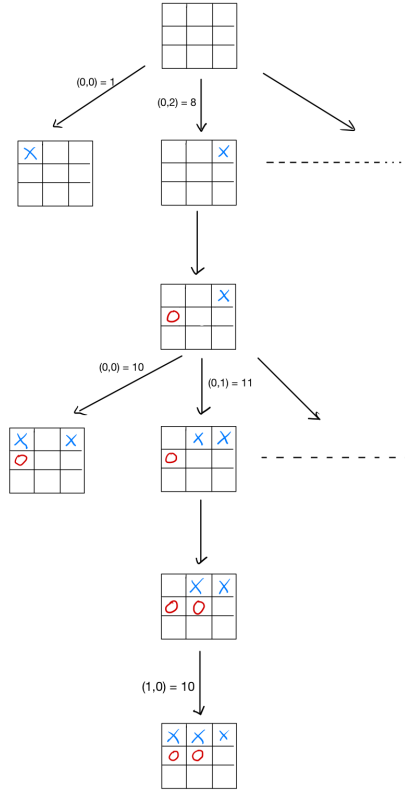 (0,0) = 1
(0,2) = 8
X
X
X
O
(0,0) = 10
(0,1) = 11
X X
O
X X
O
X X
O O
(1,0) = 10
X X X
O O